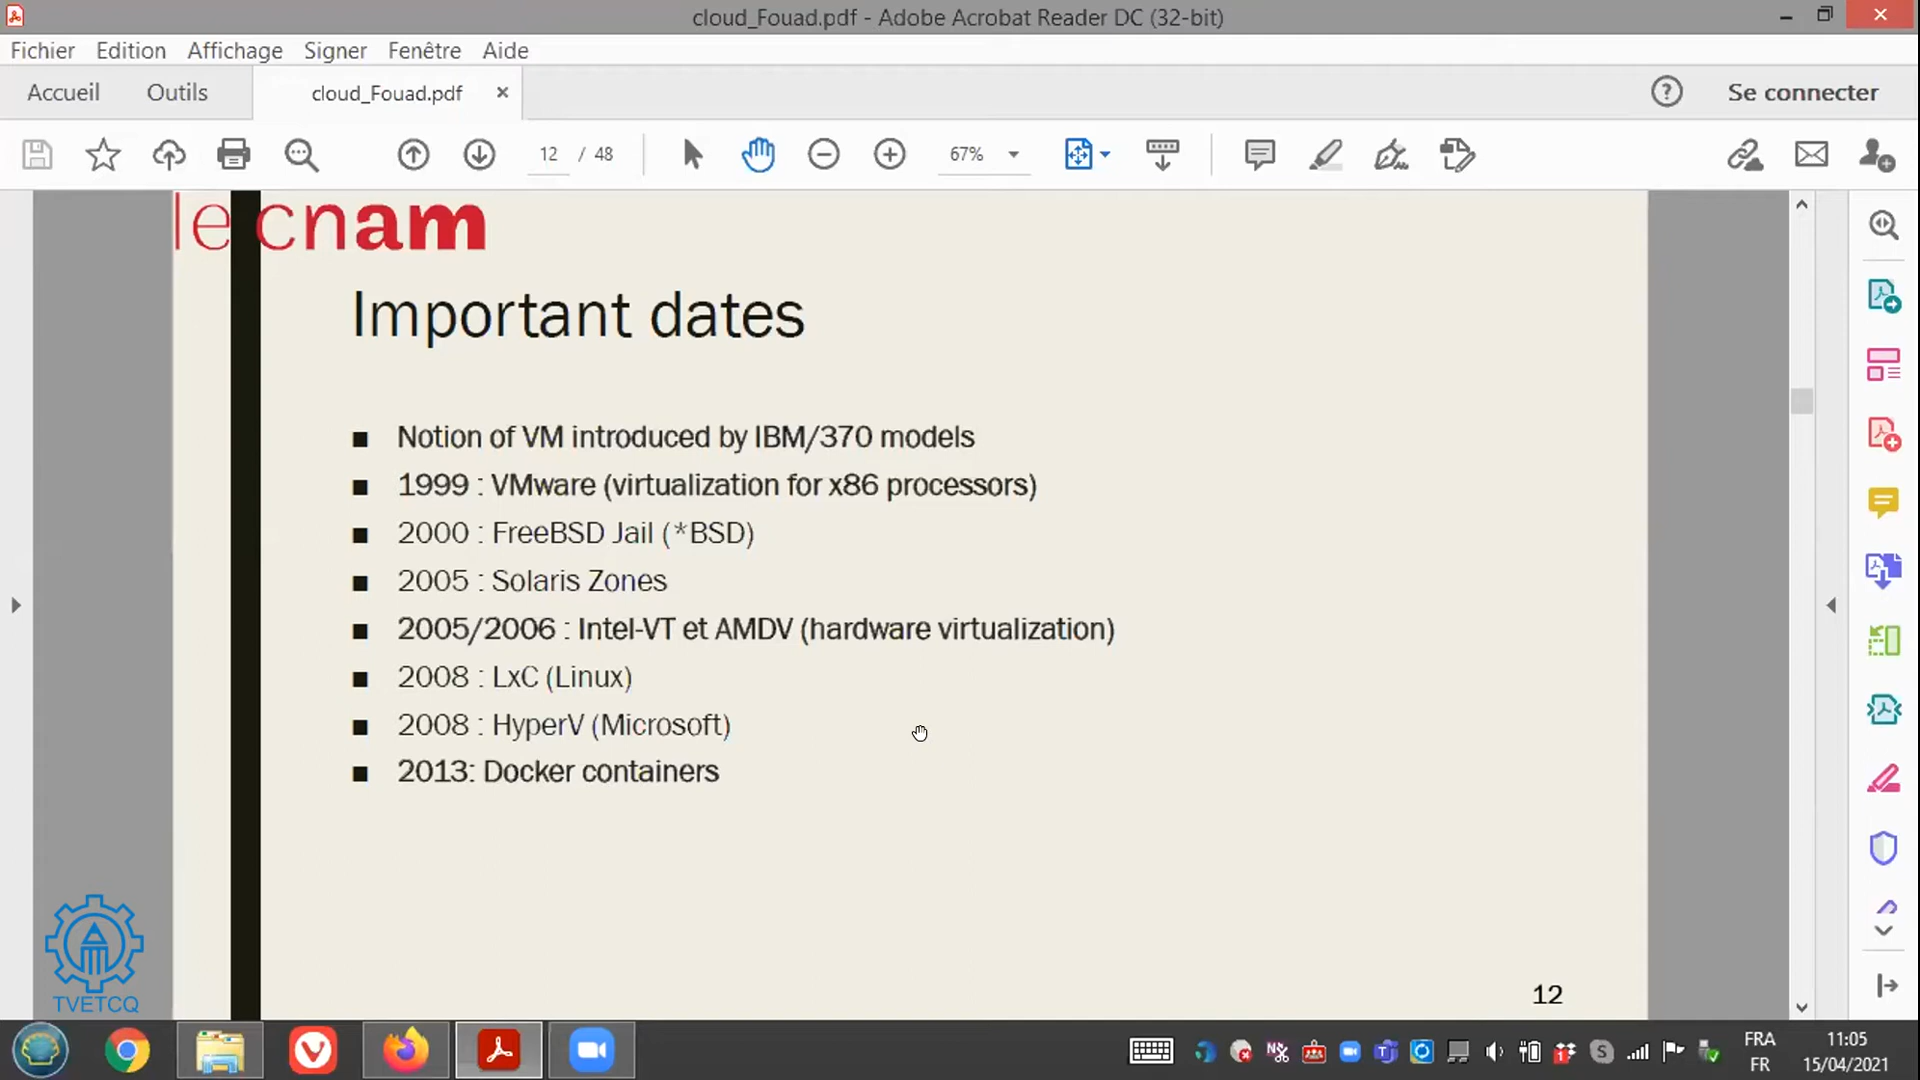 cloud_Fouad.pdf - Adobe Acrobat Reader DC (32-bit)
Fichier Edition Affichage Signer Fenêtre Aide
Accueil Outils cloud_Fouad.pdf × ? Se connecter
12 / 48 67%
le cnam
Important dates
■ Notion of VM introduced by IBM/370 models
■ 1999 : VMware (virtualization for x86 processors)
■ 2000 : FreeBSD Jail (*BSD)
■ 2005 : Solaris Zones
■ 2005/2006 : Intel-VT et AMDV (hardware virtualization)
■ 2008 : LxC (Linux)
■ 2008 : HyperV (Microsoft)
■ 2013: Docker containers
TVETCQ
12
FRA 11:05
FR 15/04/2021